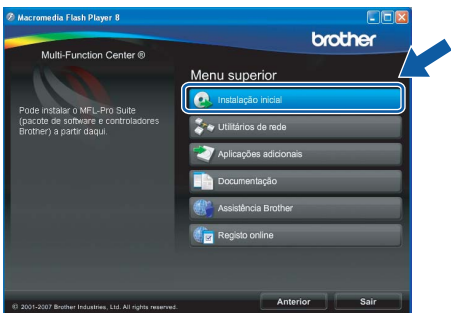 Macromedia Flash Player 8
brother
Multi-Function Center ®
Menu superior
Instalação inicial
Pode instalar o MFL-Pro Suite
(pacote de software e controladores
Brother) a partir daqui.
Utilitários de rede
Aplicações adicionais
Documentação
Assistência Brother
Registo online
© 2001-2007 Brother Industries, Ltd. All rights reserved.
Anterior
Sair